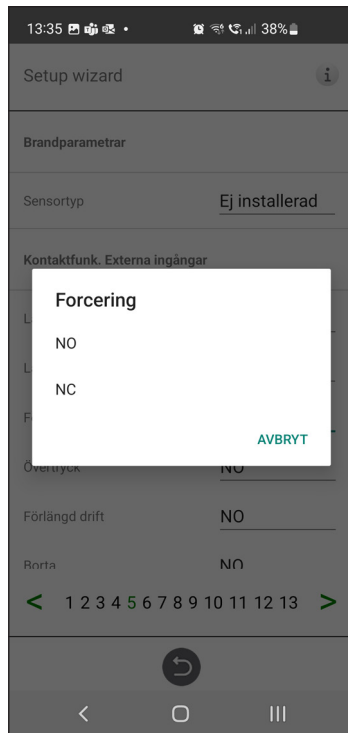 13:35 38%
Setup wizard i
Brandparametrar
Sensortyp Ej installerad
Kontaktfunk. Externa ingångar
Forcering
NO
NC
AVBRYT
Övertryck NO
Förlängd drift NO
Borta NO
< 1 2 3 4 5 6 7 8 9 10 11 12 13 >